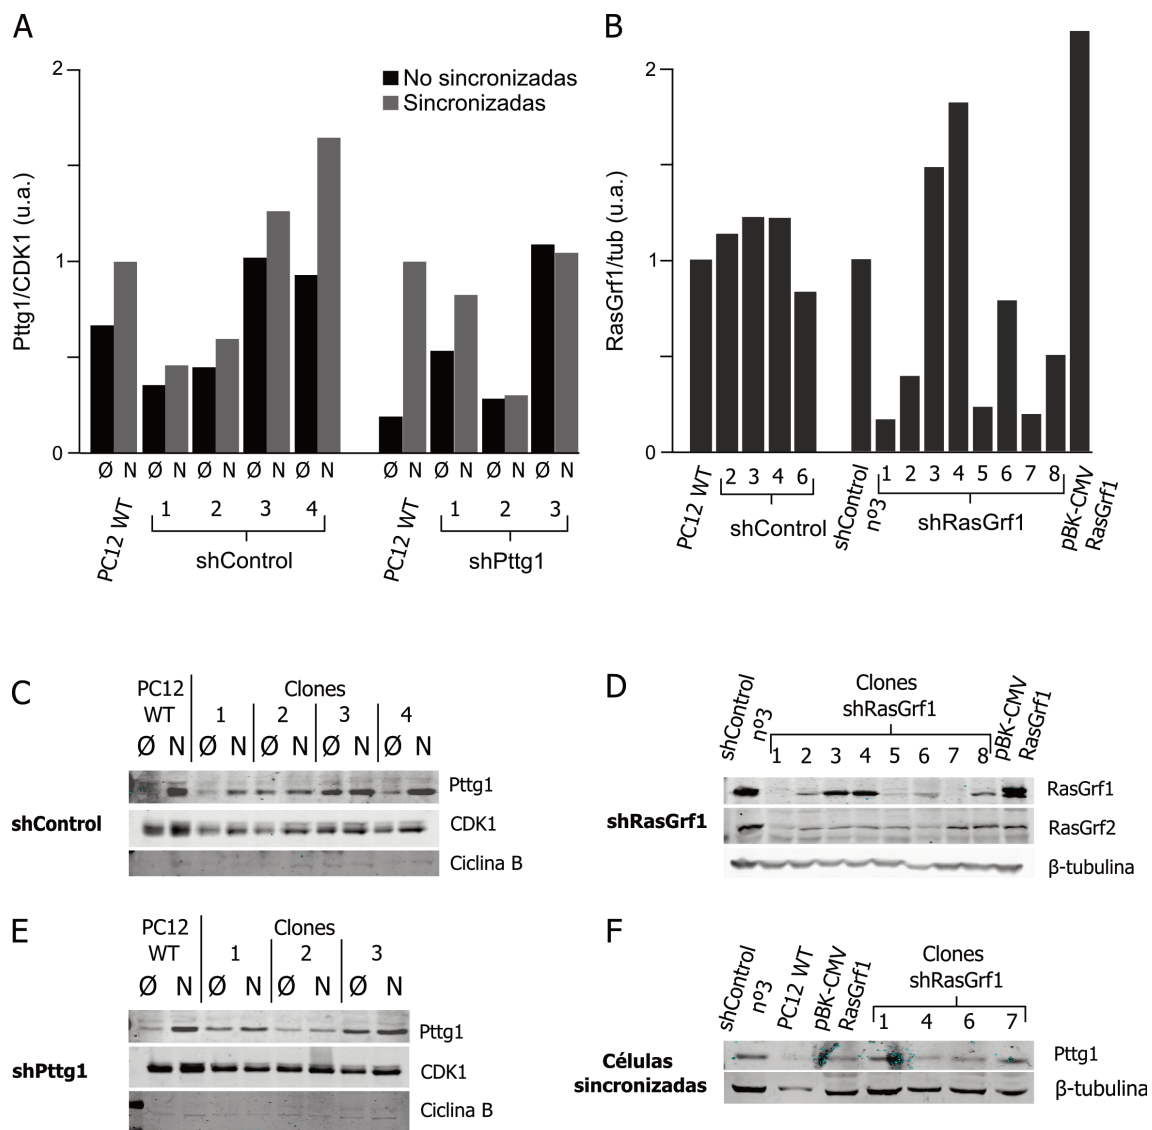 A
2
1
0
Pttg1/CDK1 (u.a.)
No sincronizadas
Sincronizadas
Ø N Ø N Ø N Ø N Ø N Ø N Ø N Ø N Ø N
PC12 WT
1 2 3 4
shControl
PC12 WT
1 2 3
shPttg1
B
2
1
0
RasGrf1/tub (u.a.)
PC12 WT
2 3 4 6
shControl
shControl
nº3
1 2 3 4 5 6 7 8
shRasGrf1
pBK-CMV
RasGrf1
C
PC12
WT
Clones
1 2 3 4
Ø N Ø N Ø N Ø N Ø N
shControl
Pttg1
CDK1
Ciclina B
D
shControl
nº3
Clones
shRasGrf1
1 2 3 4 5 6 7 8
pBK-CMV
RasGrf1
shRasGrf1
RasGrf1
RasGrf2
β-tubulina
E
PC12
WT
Clones
1 2 3
Ø N Ø N Ø N Ø N
shPttg1
Pttg1
CDK1
Ciclina B
F
shControl
nº3
PC12 WT
pBK-CMV
RasGrf1
Clones
shRasGrf1
1 4 6 7
Células
sincronizadas
Pttg1
β-tubulina